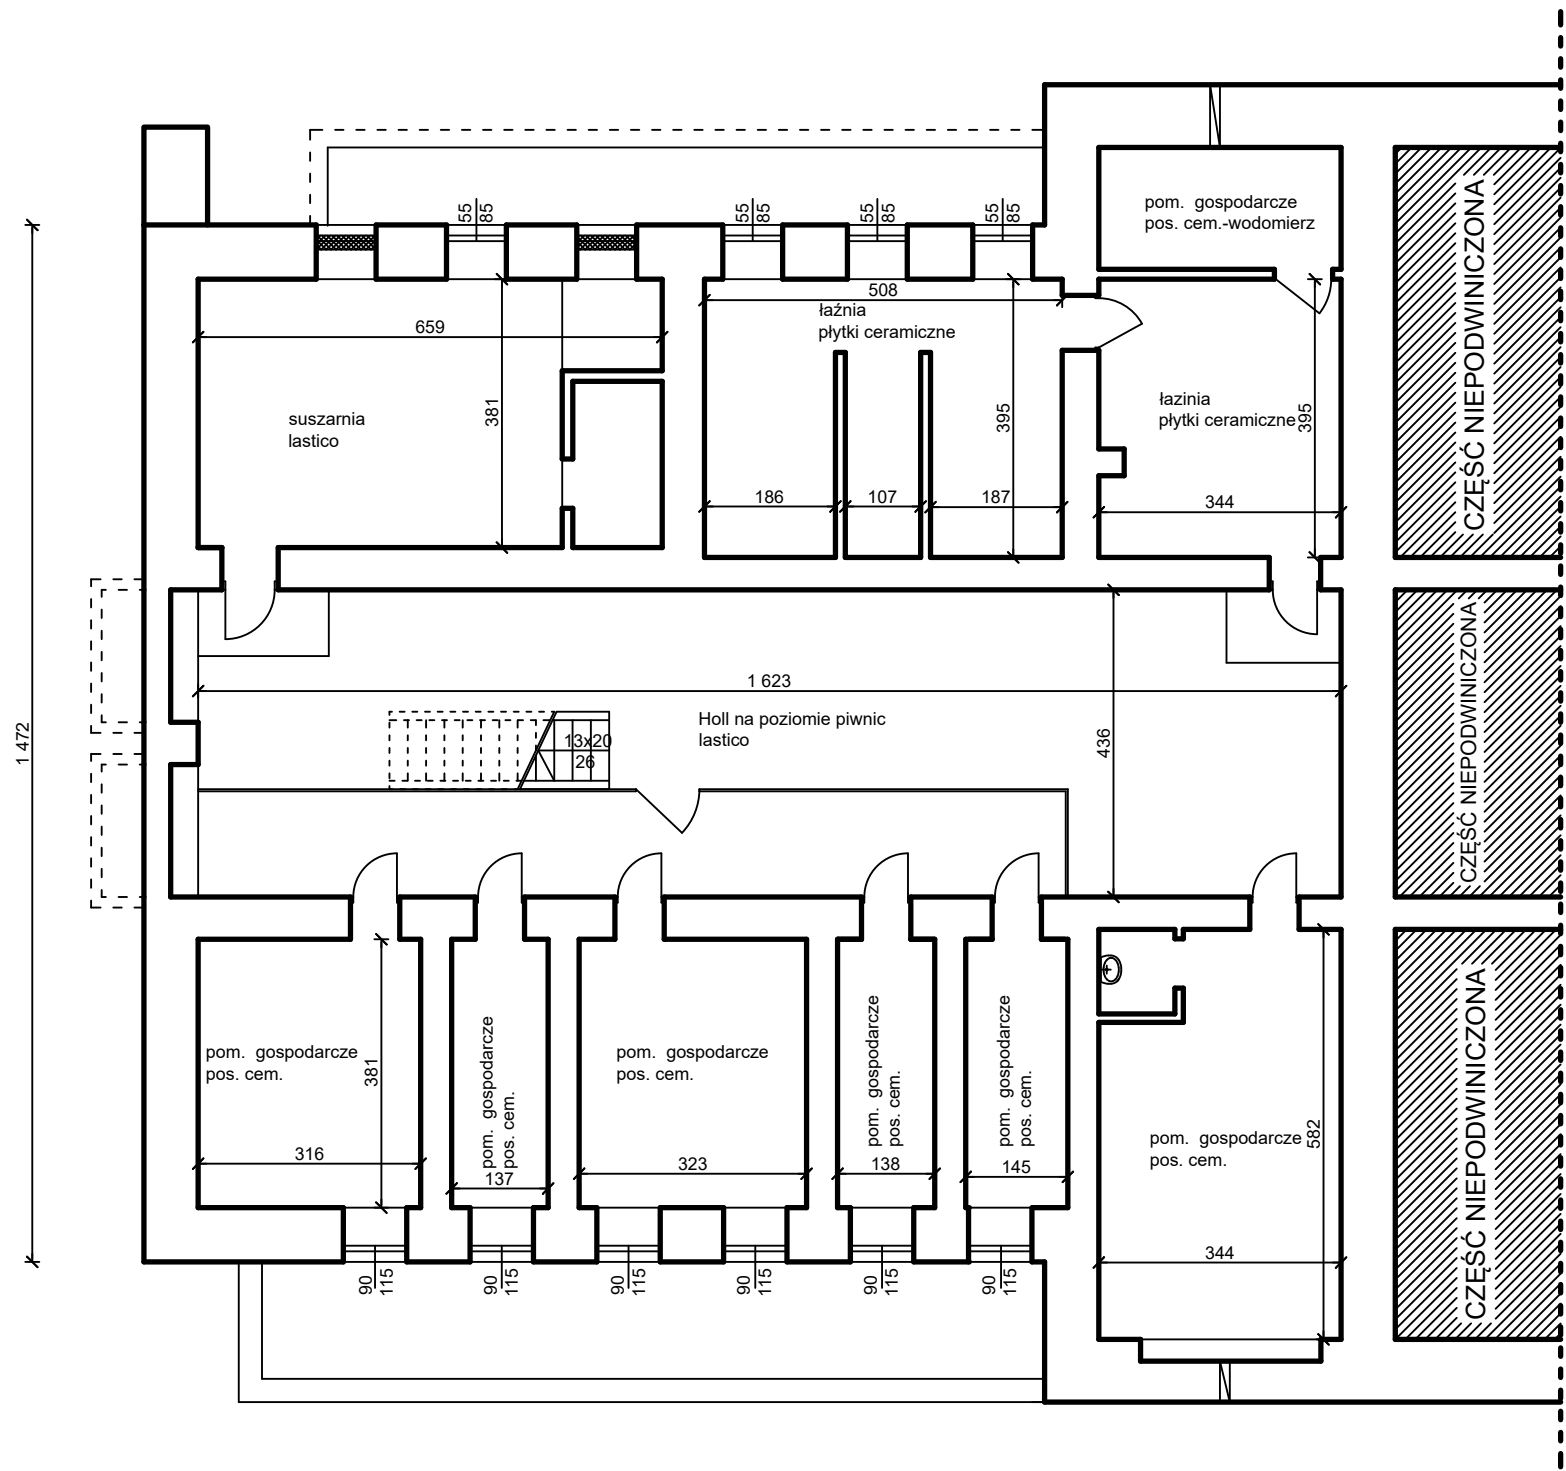 55
85
55
85
55
85
55
85
pom. gospodarcze
pos. cem.-wodomierz
CZĘŚĆ NIEPODWINICZONA
508
łaźnia
płytki ceramiczne
659
381
suszarnia
lastico
395
łazinia
płytki ceramiczne
395
186
107
187
344
1 472
CZĘŚĆ NIEPODWINICZONA
1 623
Holl na poziomie piwnic
lastico
13x20
26
436
pom. gospodarcze
pos. cem.
381
316
pom. gospodarcze
pos. cem.
137
pom. gospodarcze
pos. cem.
323
pom. gospodarcze
pos. cem.
138
pom. gospodarcze
pos. cem.
145
pom. gospodarcze
pos. cem.
582
344
CZĘŚĆ NIEPODWINICZONA
90
115
90
115
90
115
90
115
90
115
90
115